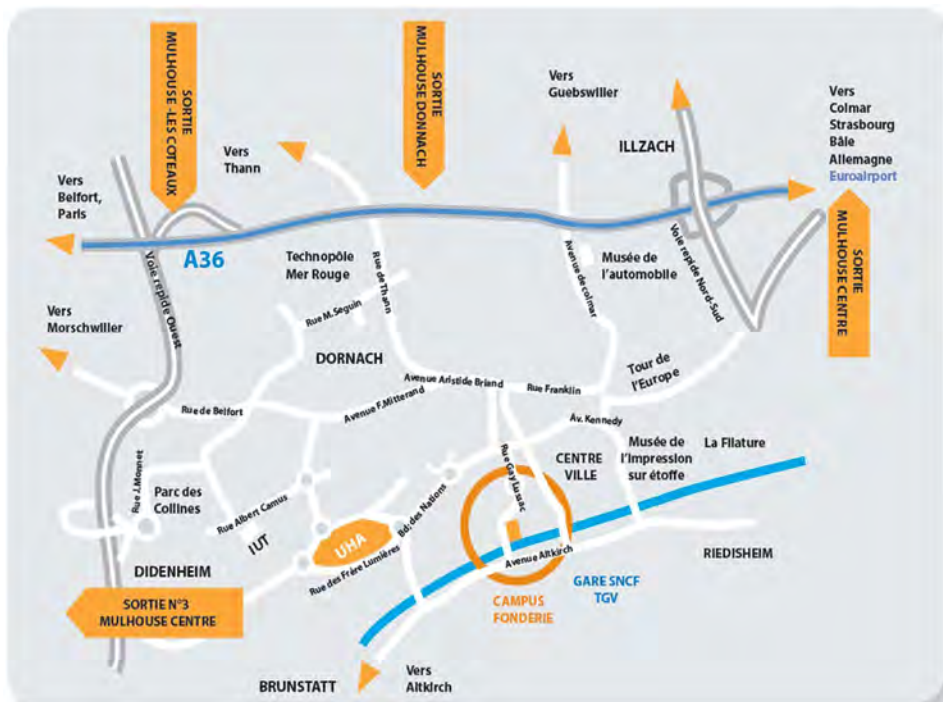 SORTIE
MULHOUSE -LES COTEAUX
SORTIE
MULHOUSE DONNACH
Vers
Guebswiller
ILLZACH
Vers
Colmar
Strasbourg
Bâle
Allemagne
Euroairport
Vers
Thann
Vers
Belfort,
Paris
A36
Voie repide Ouest
Technopôle
Mer Rouge
Rue de Thann
Avenue de colmar
Musée de
l'automobile
Voie repide Nord-Sud
SORTIE
MULHOUSE CENTRE
Vers
Morschwiller
Rue M.Seguin
DORNACH
Tour de
l'Europe
Avenue Aristide Briand
Rue Franklin
Rue de Belfort
Avenue F.Mitterand
Av. Kennedy
Rue J.Monnet
Parc des
Collines
Rue Albert Camus
IUT
UHA
Bd: des Nations
Rue Gay Lussac
CENTRE
VILLE
Musée de
l'Impression
sur étoffe
La Filature
Rue des Frére Lumières
Avenue Altkirch
RIEDISHEIM
DIDENHEIM
SORTIE N°3
MULHOUSE CENTRE
CAMPUS
FONDERIE
GARE SNCF
TGV
BRUNSTATT
Vers
Altkirch